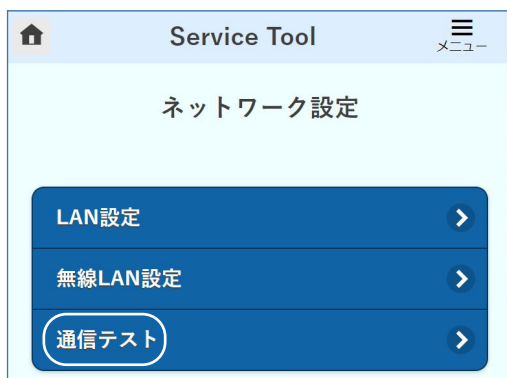 Service Tool
メニュー
ネットワーク設定
LAN設定
無線LAN設定
通信テスト